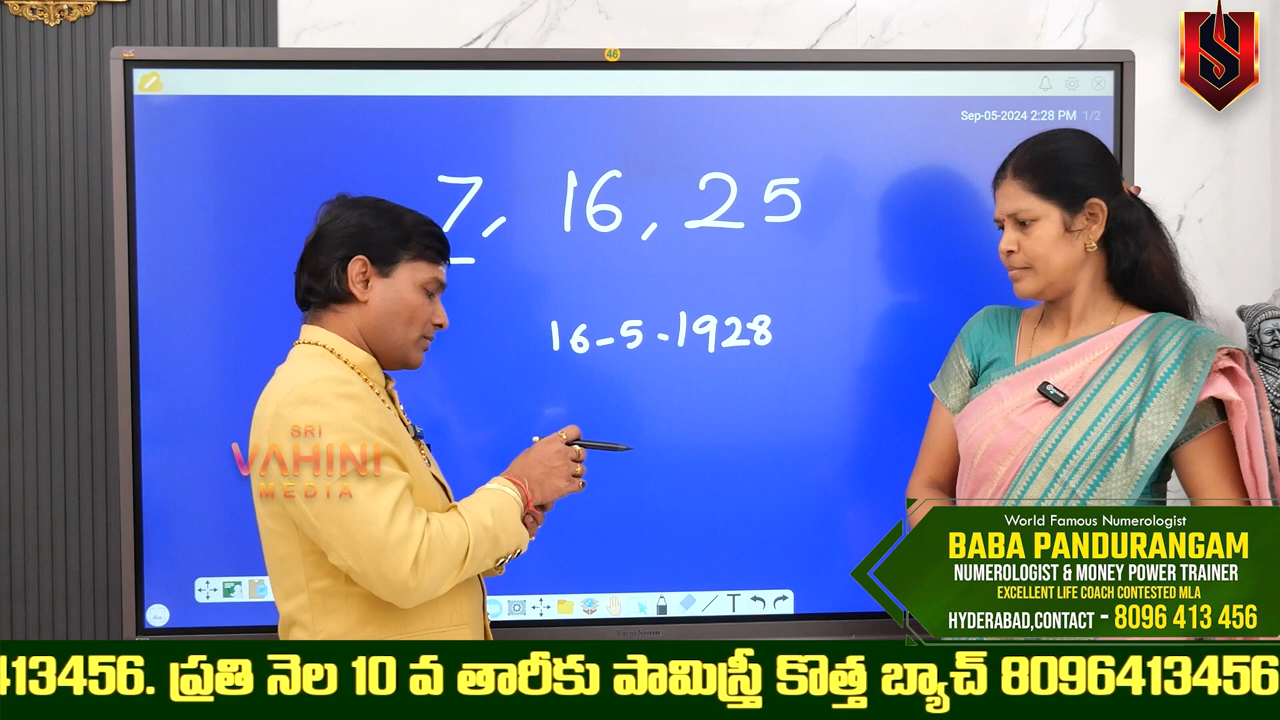 46
Sep-05-2024 2:28 PM 1/2
7, 16, 25
16-5-1928
SRI
VAHINI
MEDIA
World Famous Numerologist
BABA PANDURANGAM
NUMEROLOGIST & MONEY POWER TRAINER
EXCELLENT LIFE COACH CONTESTED MLA
HYDERABAD,CONTACT - 8096 413 456
ViewSonic
413456. ప్రతి నెల 10 వ తారీకు పామిస్త్రీ కొత్త బ్యాచ్ 8096413456